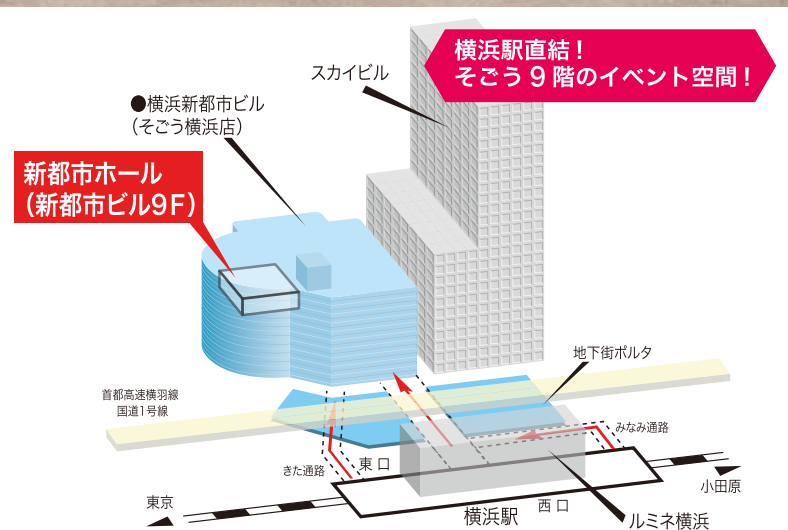 横浜駅直結!
そごう9階のイベント空間!
スカイビル
●横浜新都市ビル
(そごう横浜店)
新都市ホール
(新都市ビル9F)
地下街ポルタ
首都高速横羽線
国道1号線
みなみ通路
きた通路
東口
小田原
東京
西口
横浜駅
ルミネ横浜